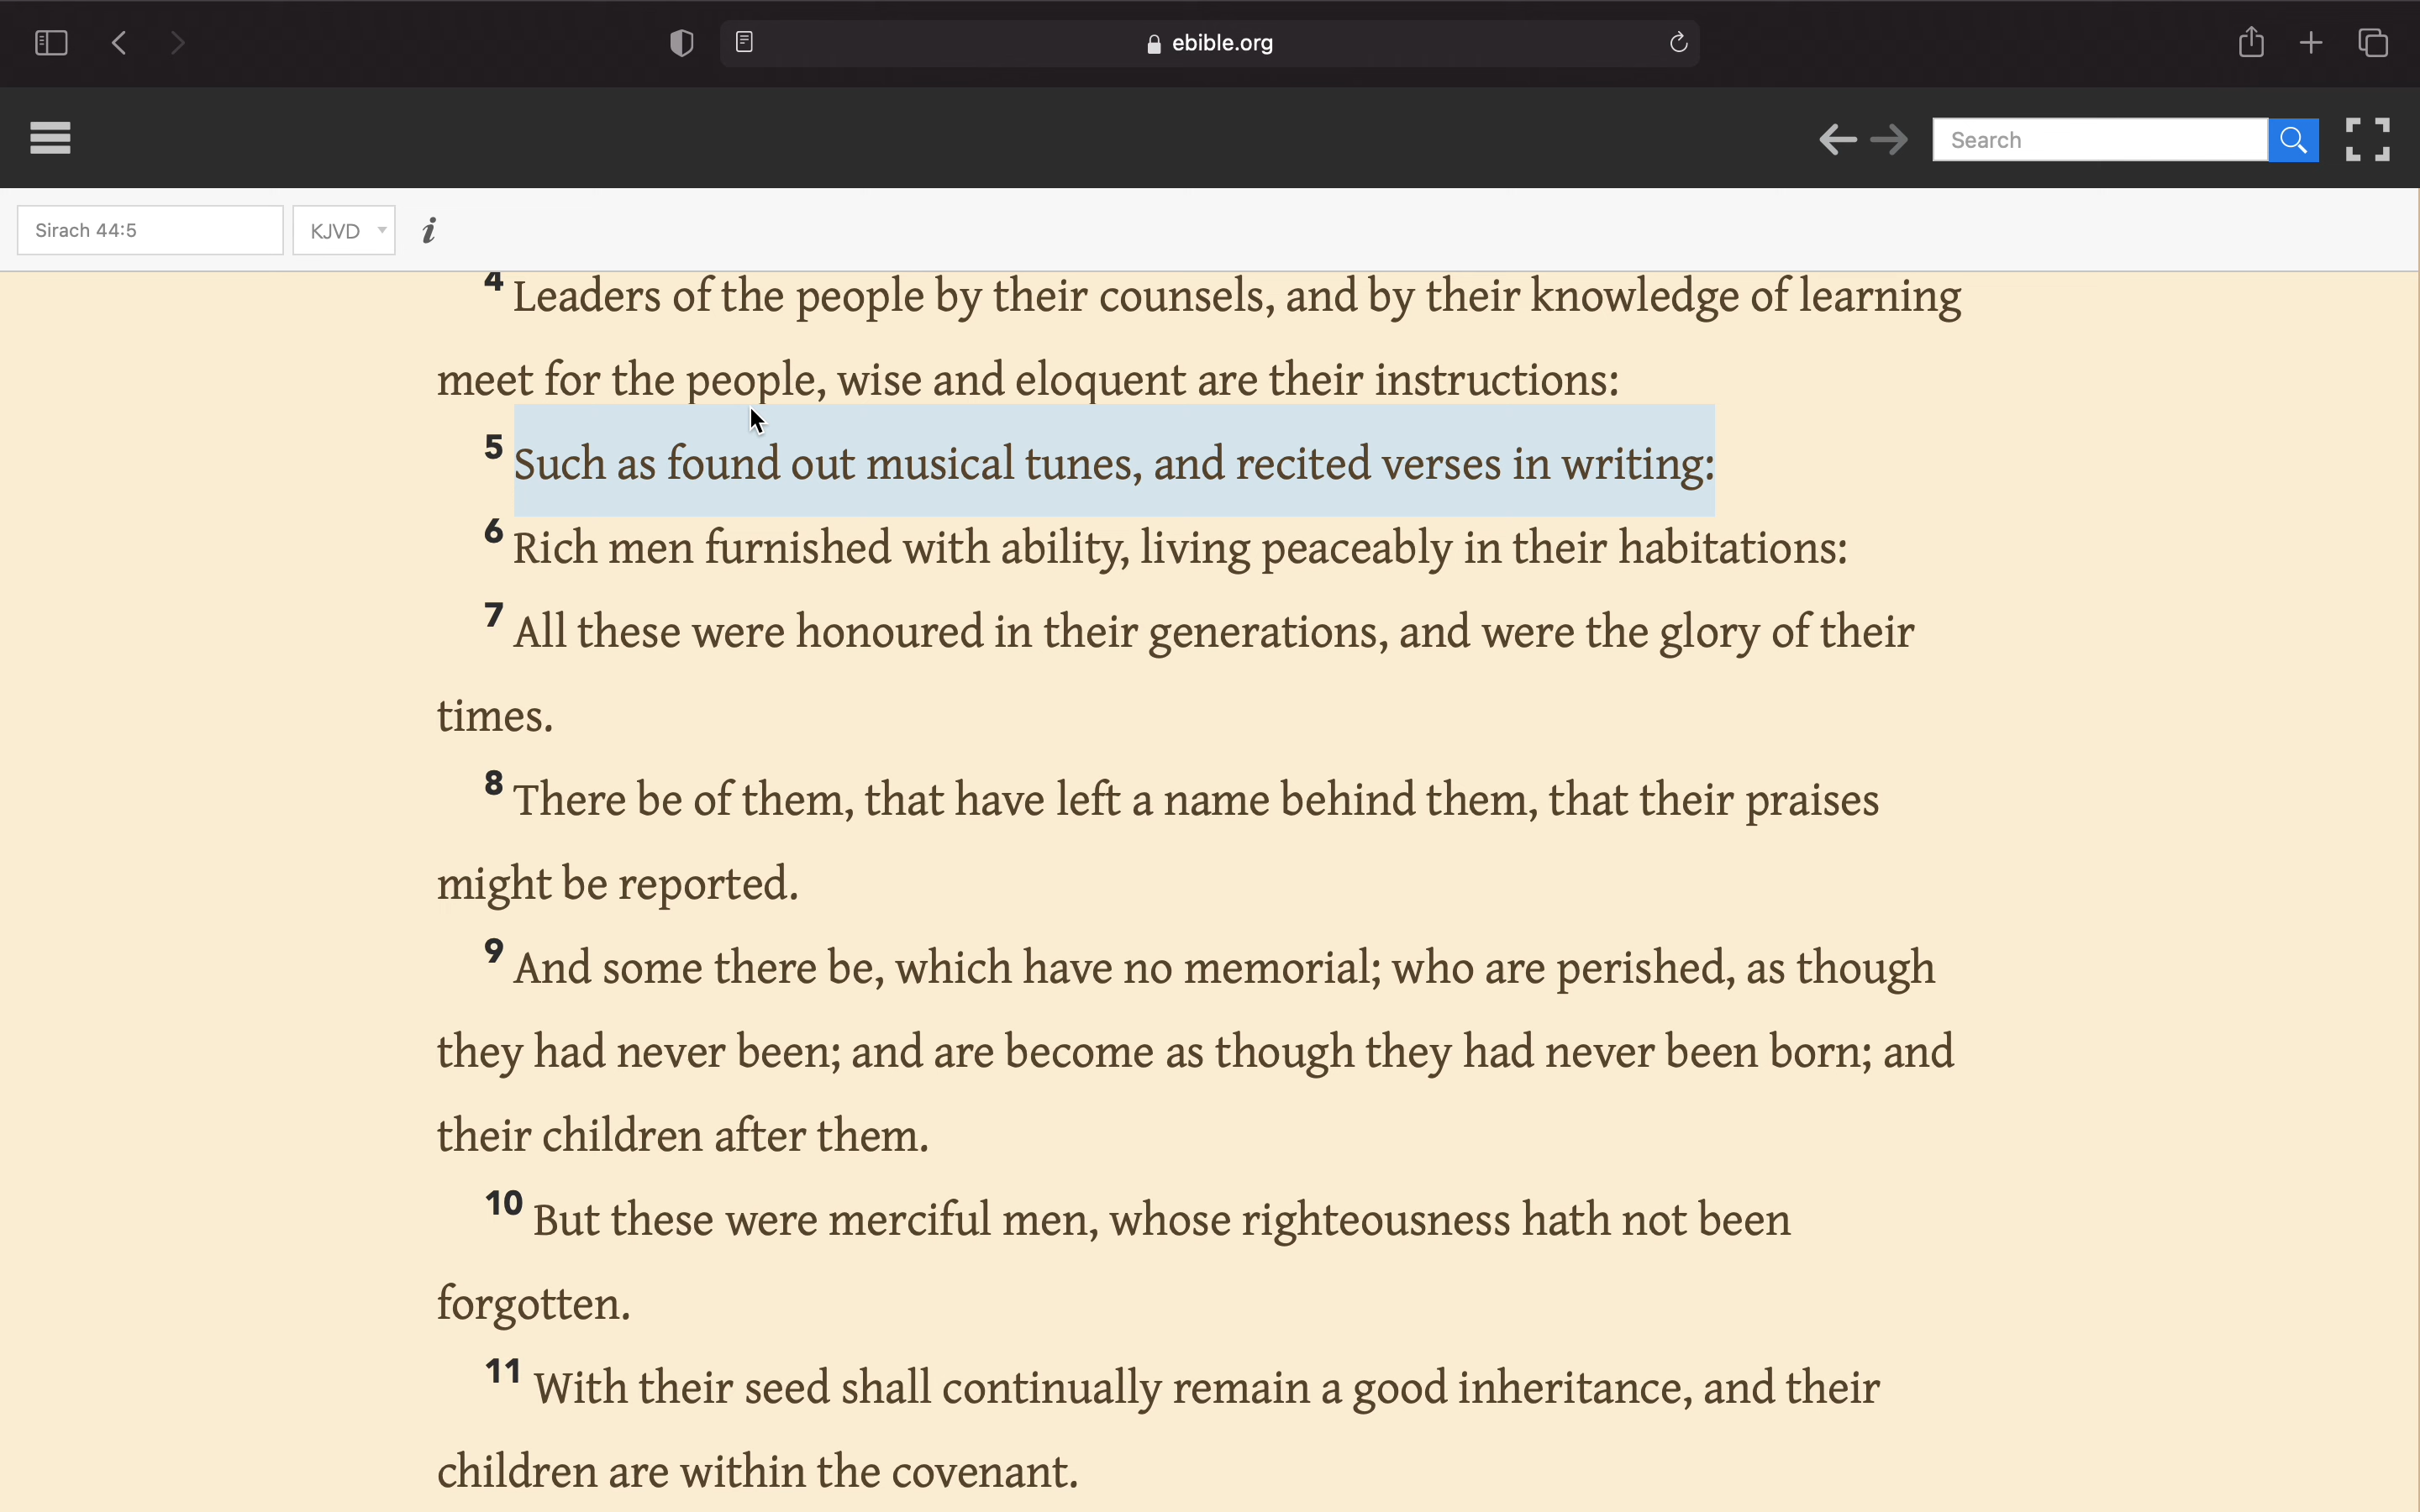 ebible.org
Search
Sirach 44:5
KJVD
i
4 Leaders of the people by their counsels, and by their knowledge of learning
meet for the people, wise and eloquent are their instructions:
5 Such as found out musical tunes, and recited verses in writing:
6 Rich men furnished with ability, living peaceably in their habitations:
7 All these were honoured in their generations, and were the glory of their
times.
8 There be of them, that have left a name behind them, that their praises
might be reported.
9 And some there be, which have no memorial; who are perished, as though
they had never been; and are become as though they had never been born; and
their children after them.
10 But these were merciful men, whose righteousness hath not been
forgotten.
11 With their seed shall continually remain a good inheritance, and their
children are within the covenant.